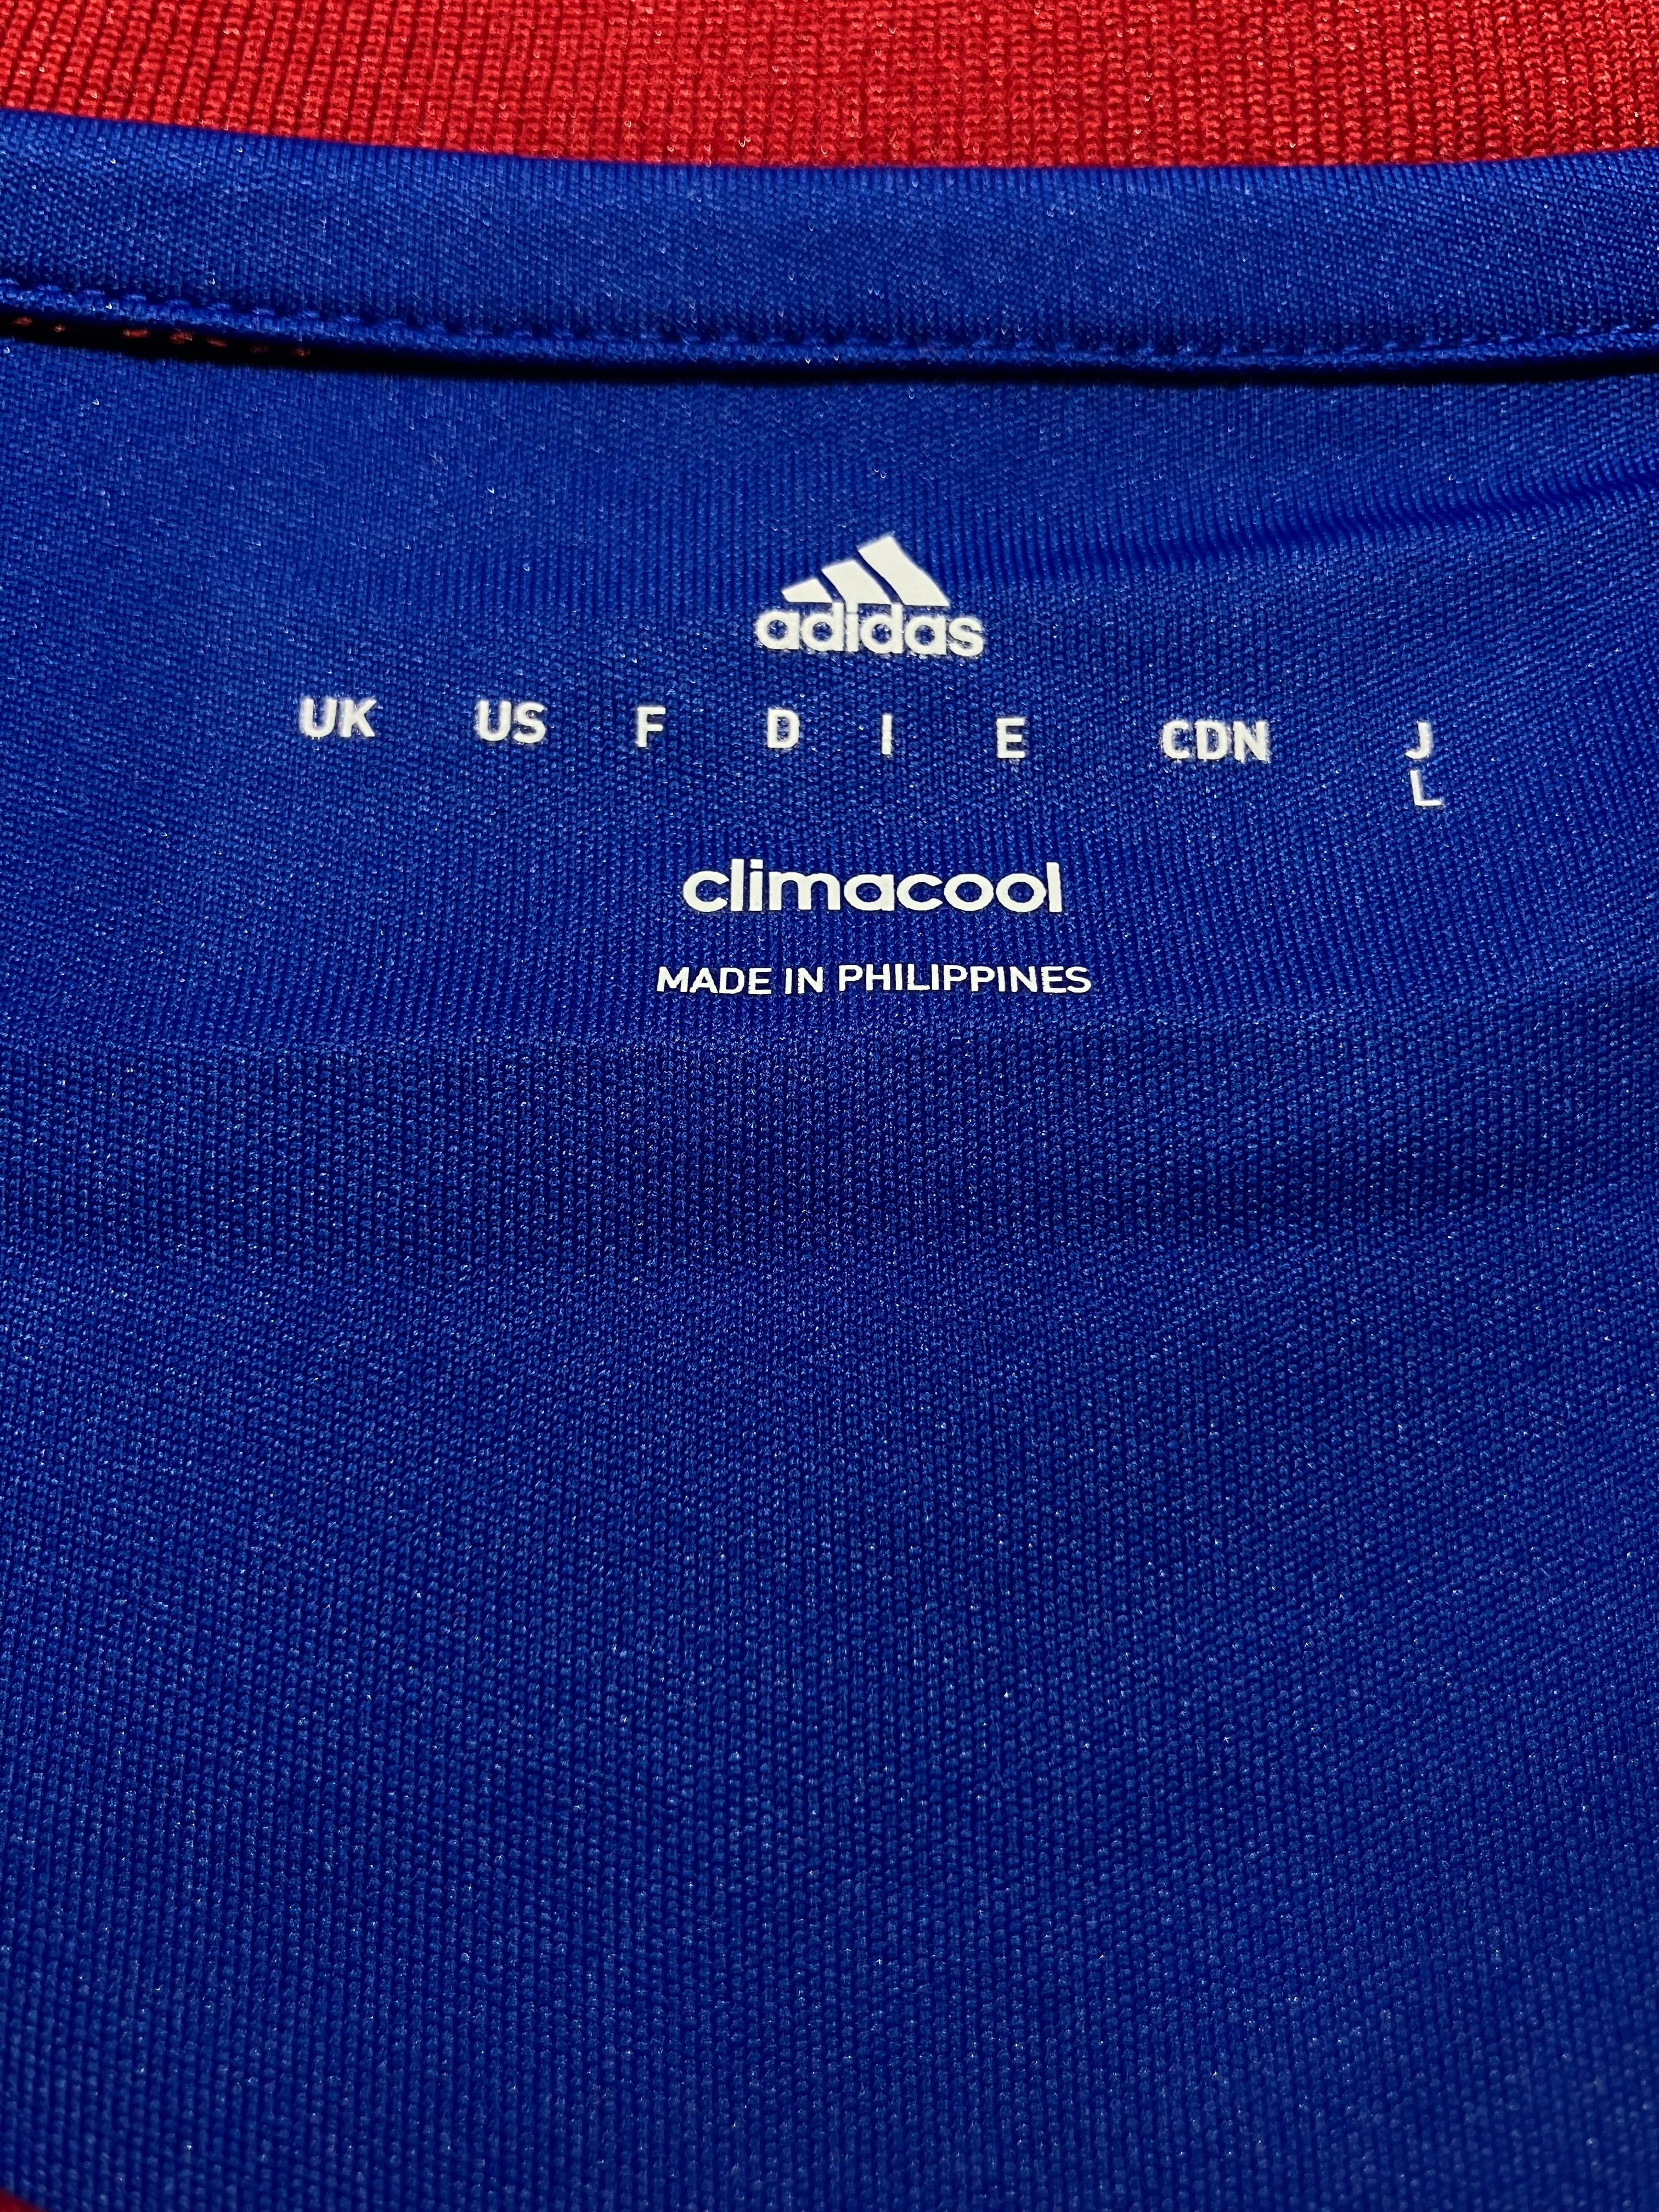 adidas
UK US F D I E CDN J
L
climacool
MADE IN PHILIPPINES